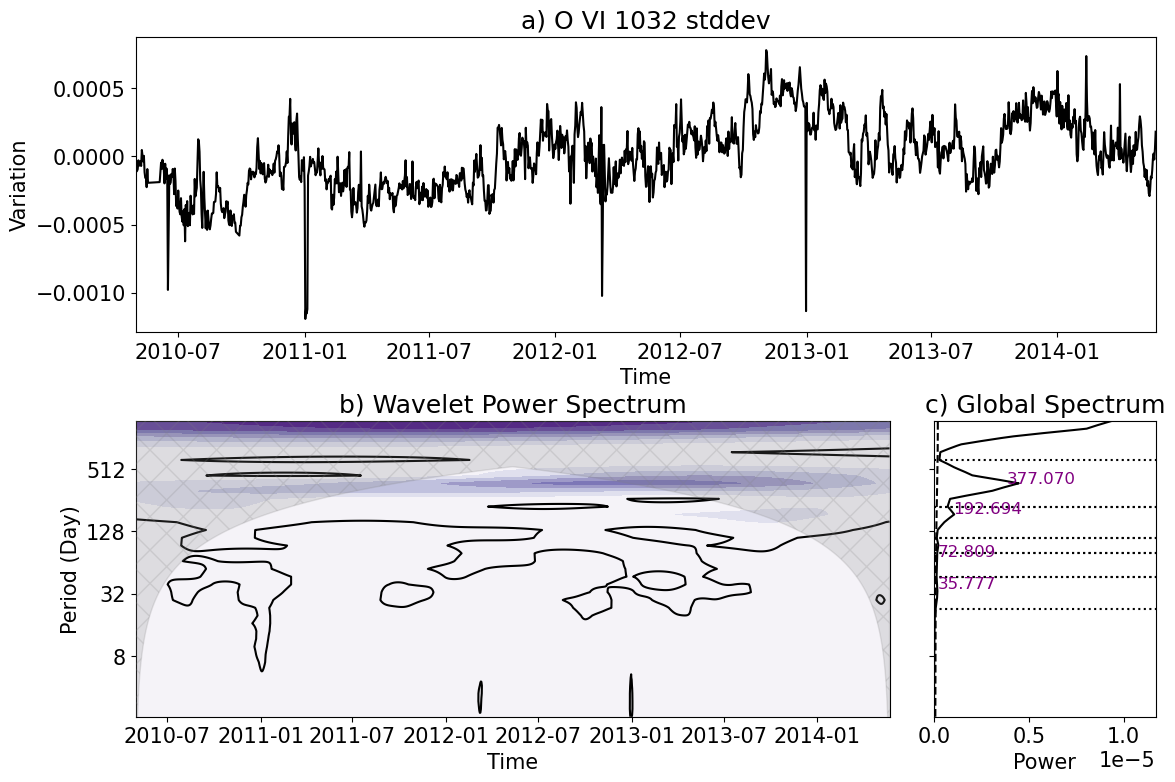 a) O VI 1032 stddev
Variation
0.0005
0.0000
−0.0005
−0.0010
2010-07 2011-01 2011-07 2012-01 2012-07 2013-01 2013-07 2014-01
Time
b) Wavelet Power Spectrum
Period (Day)
512
128
32
8
2010-07 2011-01 2011-07 2012-01 2012-07 2013-01 2013-07 2014-01
Time
c) Global Spectrum
377.070
192.694
72.809
35.777
0.0 0.5 1.0
Power 1e−5